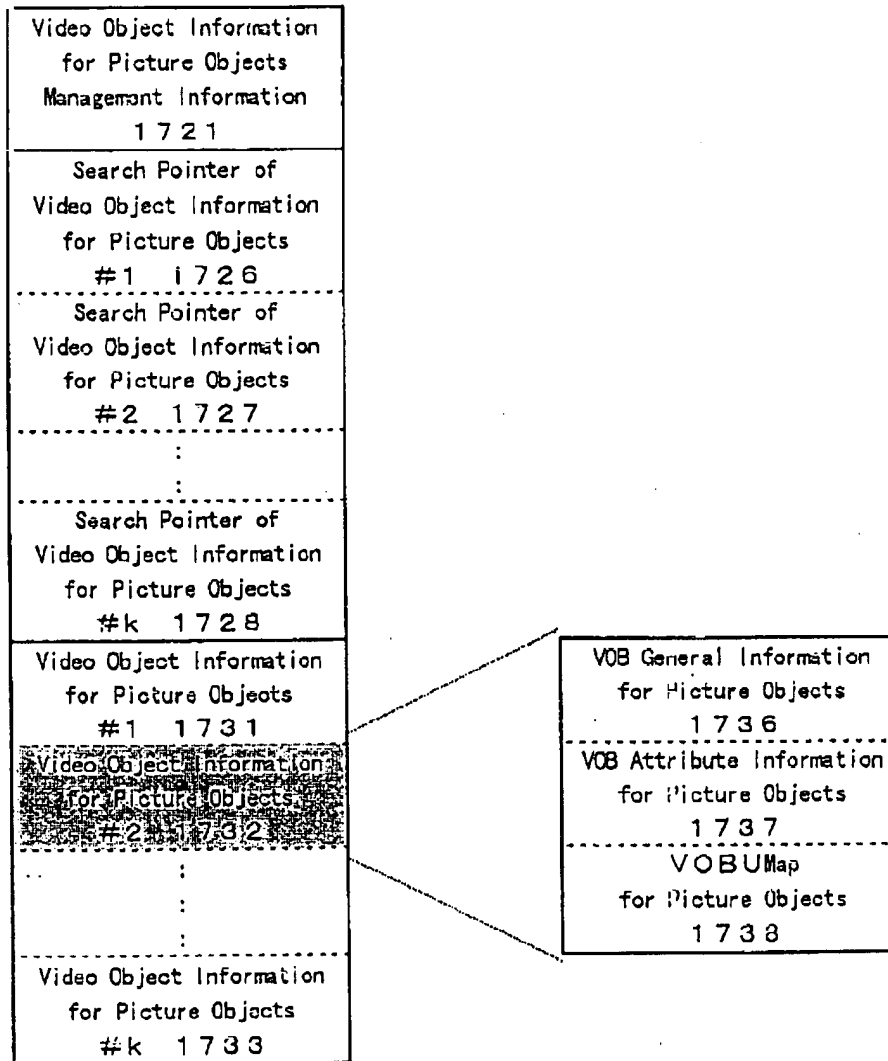 Video Object Information
for Picture Objects
Management Information
1721
Search Pointer of
Video Object Information
for Picture Objects
#1 1726
Search Pointer of
Video Object Information
for Picture Objects
#2 1727
:
:
Search Pointer of
Video Object Information
for Picture Objects
#k 1728
Video Object Information
for Picture Objects
#1 1731
Video Object Information
for Picture Objects
#2 1732
:
:
:
Video Object Information
for Picture Objects
#k 1733
VOB General Information
for Picture Objects
1736
VOB Attribute Information
for Picture Objects
1737
VOBU Map
for Picture Objects
1738